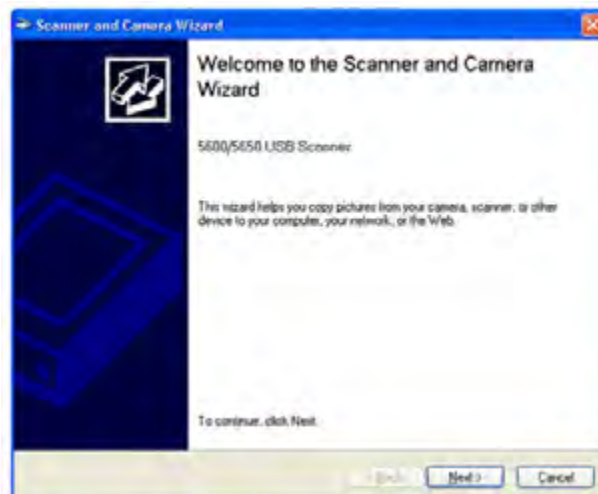 Scanner and Camera Wizard
Welcome to the Scanner and Camera
Wizard
5600/5650 USB Scanner
This wizard helps you copy pictures from your camera, scanner, or other
device to your computer, your network, or the Web.
To continue, click Next.
< Back Next > Cancel